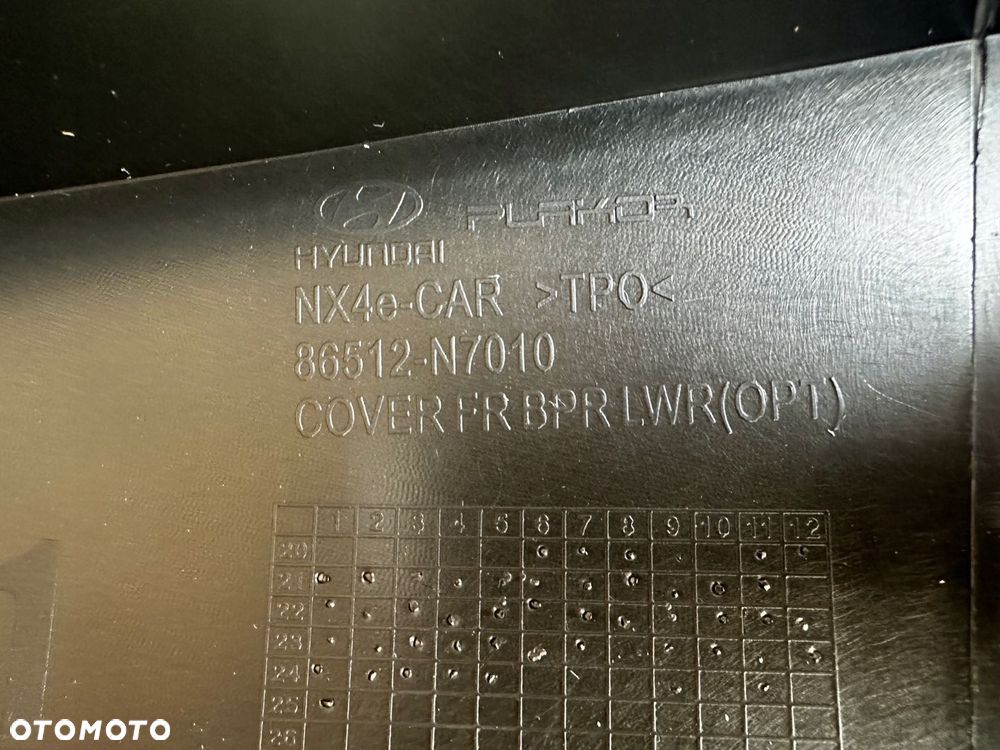 PLAKOR
HYUNDAI
NX4e-CAR >TPO<
86512-N7010
COVER FR BPR LWR(OPT)
1 2 3 4 5 6 7 8 9 10 11 12
20
21
22
23
24
25
26
OTOMOTO